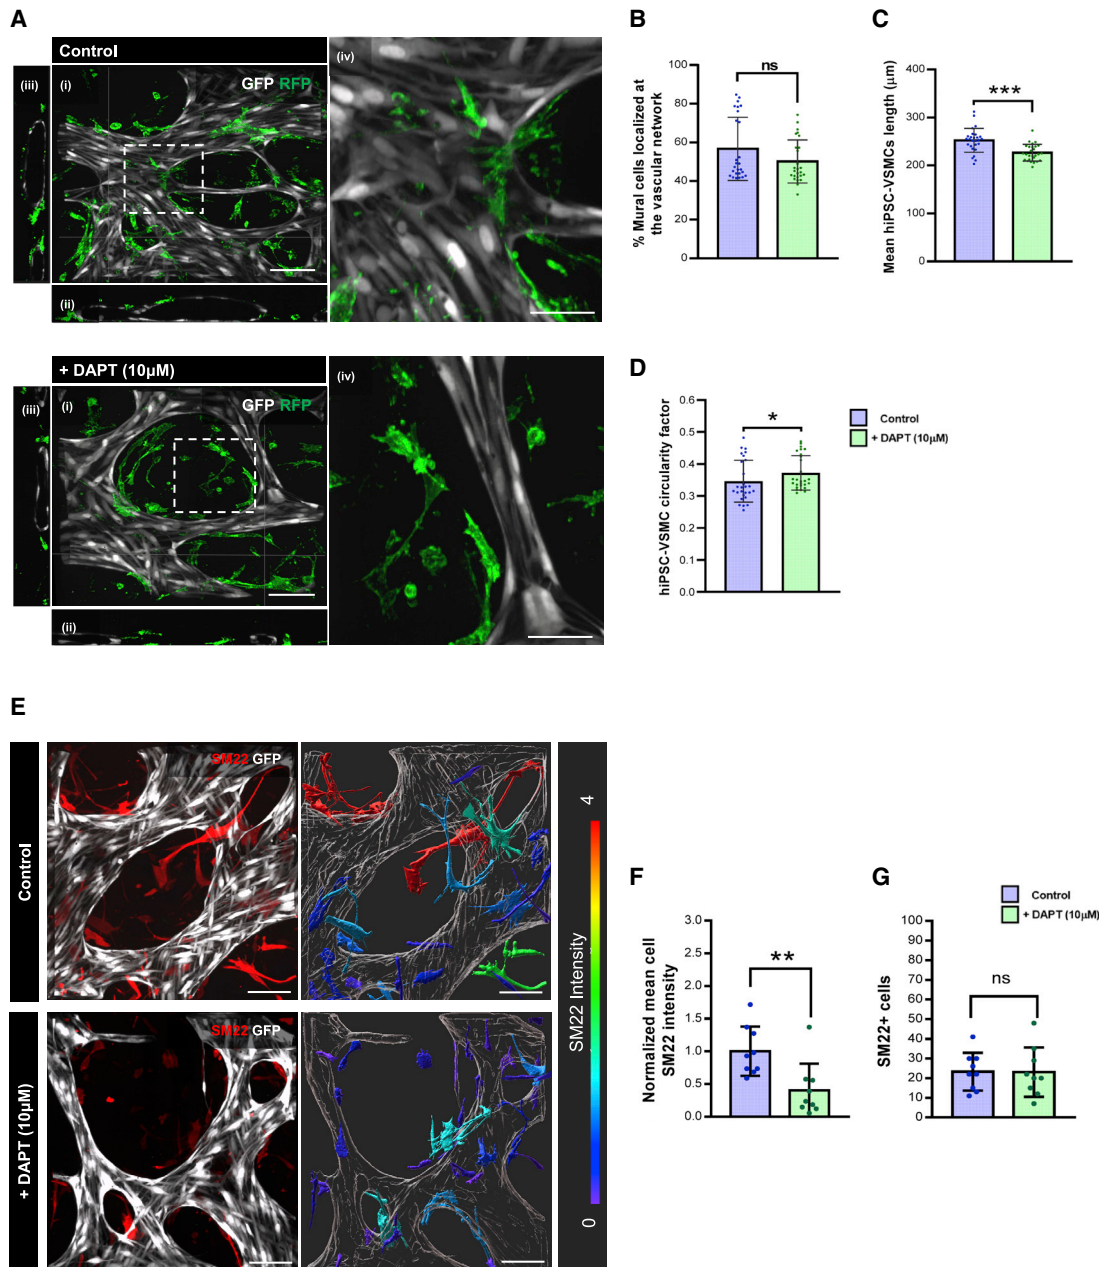 A
Control
(iii)
(i)
GFP RFP
(iv)
(ii)
+ DAPT (10µM)
(iii)
(i)
GFP RFP
(iv)
(ii)
B
% Mural cells localized at
the vascular network
100
80
60
40
20
0
ns
C
Mean hiPSC-VSMCs length (µm)
400
300
200
100
0
***
D
hiPSC-VSMC circularity factor
0.6
0.5
0.4
0.3
0.2
0.1
0.0
*
Control
+ DAPT (10µM)
E
Control
SM22 GFP
+ DAPT (10µM)
SM22 GFP
SM22 Intensity
4
0
F
Normalized mean cell
SM22 intensity
3.0
2.5
2.0
1.5
1.0
0.5
0.0
**
G
Control
+ DAPT (10µM)
SM22+ cells
100
90
80
70
60
50
40
30
20
10
0
ns